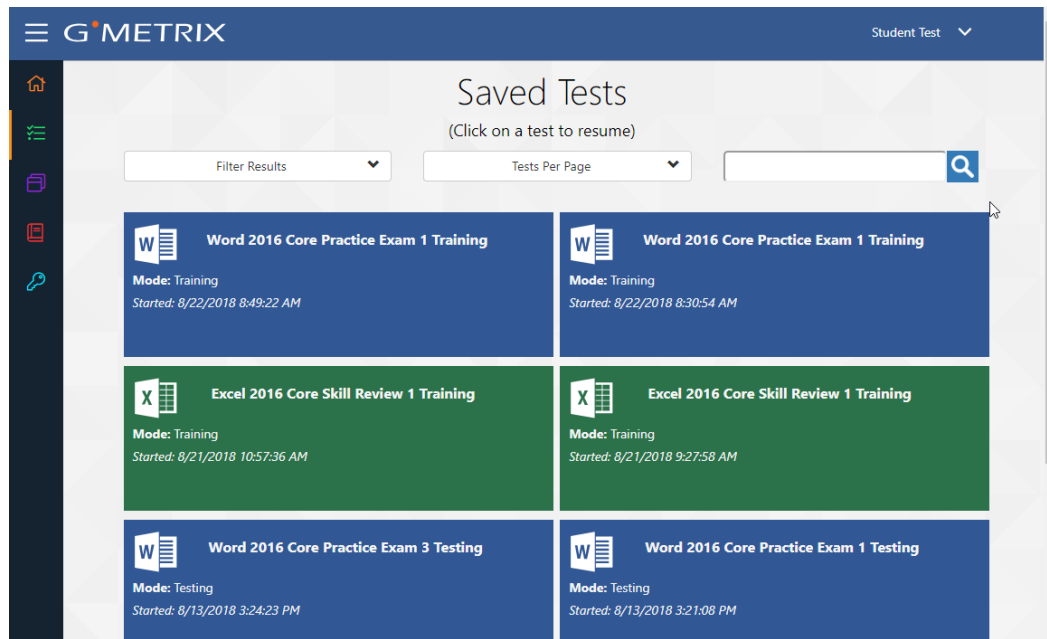 GMETRIX
Student Test
Saved Tests
(Click on a test to resume)
Filter Results
Tests Per Page
Word 2016 Core Practice Exam 1 Training
Mode: Training
Started: 8/22/2018 8:49:22 AM
Word 2016 Core Practice Exam 1 Training
Mode: Training
Started: 8/22/2018 8:30:54 AM
Excel 2016 Core Skill Review 1 Training
Mode: Training
Started: 8/21/2018 10:57:36 AM
Excel 2016 Core Skill Review 1 Training
Mode: Training
Started: 8/21/2018 9:27:58 AM
Word 2016 Core Practice Exam 3 Testing
Mode: Testing
Started: 8/13/2018 3:24:23 PM
Word 2016 Core Practice Exam 1 Testing
Mode: Testing
Started: 8/13/2018 3:21:08 PM